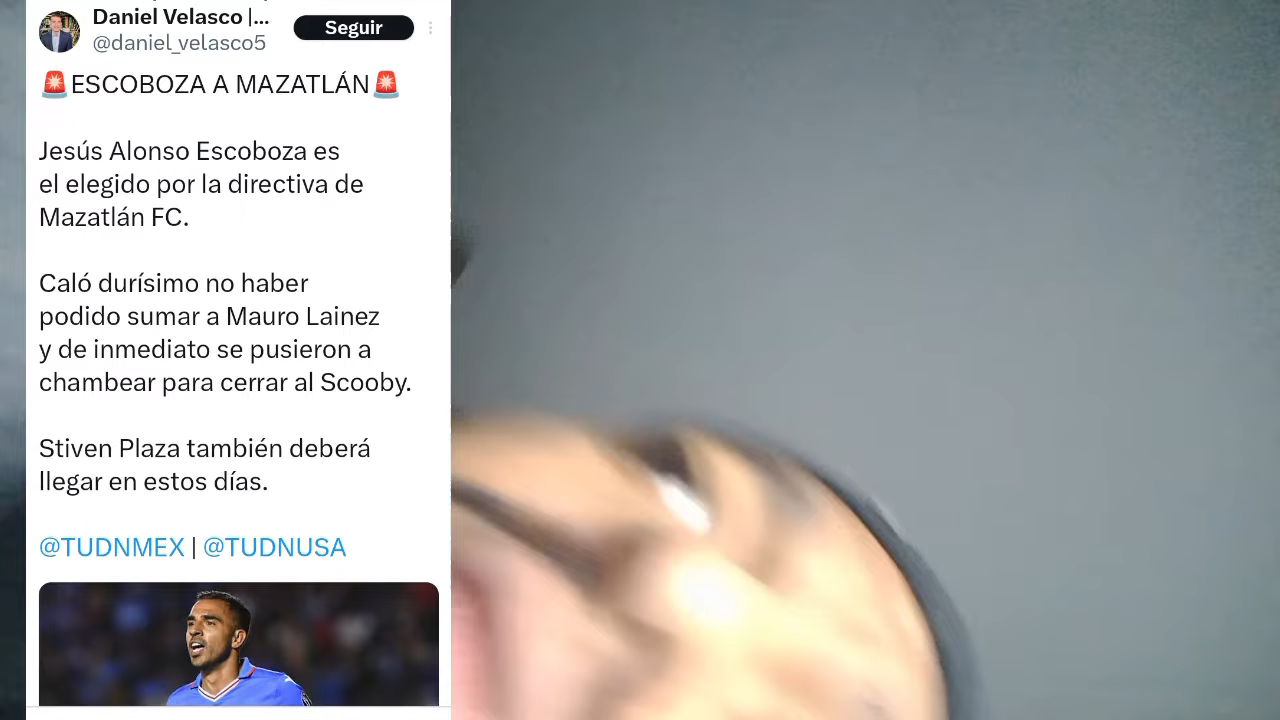 Daniel Velasco |...
Seguir
@daniel_velasco5
🚨ESCOBOZA A MAZATLÁN🚨
Jesús Alonso Escoboza es
el elegido por la directiva de
Mazatlán FC.
Caló durísimo no haber
podido sumar a Mauro Lainez
y de inmediato se pusieron a
chambear para cerrar al Scooby.
Stiven Plaza también deberá
llegar en estos días.
@TUDNMEX | @TUDNUSA